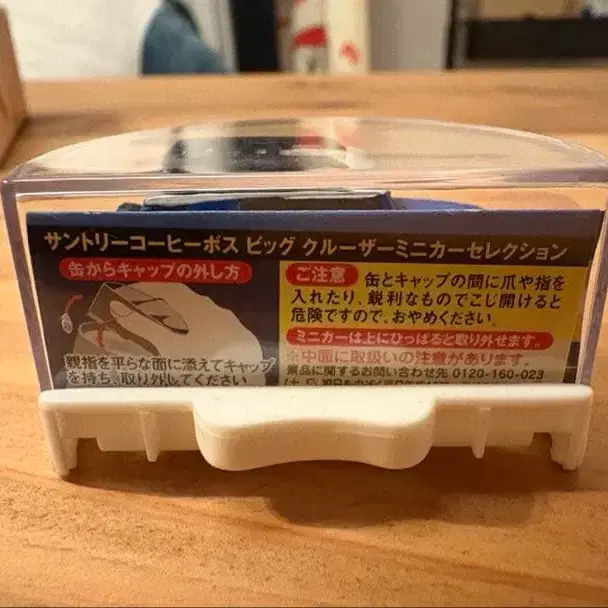 サントリーコーヒーボス ビッグ クルーザーミニカーセレクション
缶からキャップの外し方
親指を平らな面に添えてキャップ
を持ち、取り外してください
ご注意 缶とキャップの間に爪や指を
入れたり、鋭利なものでこじ開けると
危険ですので、おやめください。
ミニカーは上にひっぱると取り外せます。
※中面に取扱いの注意があります。
景品に関するお問い合わせ先 0120-160-023